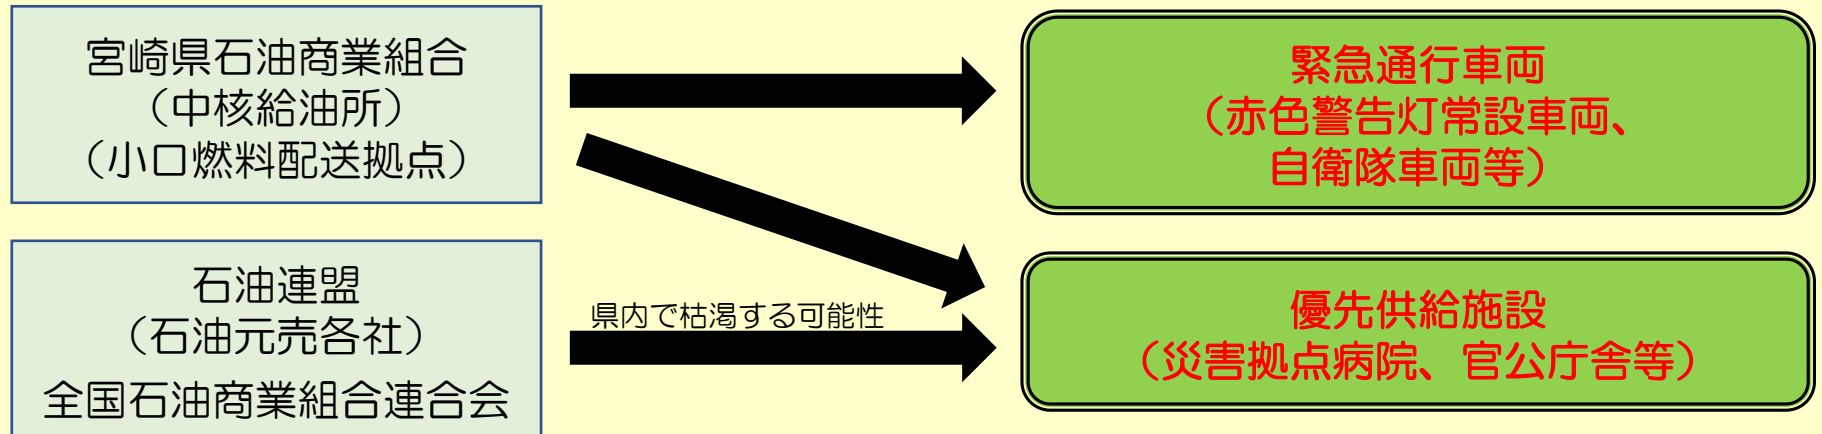 宮崎県石油商業組合
（中核給油所）
（小口燃料配送拠点）
緊急通行車両
（赤色警告灯常設車両、
自衛隊車両等）
石油連盟
（石油元売各社）
全国石油商業組合連合会
県内で枯渇する可能性
優先供給施設
（災害拠点病院、官公庁舎等）